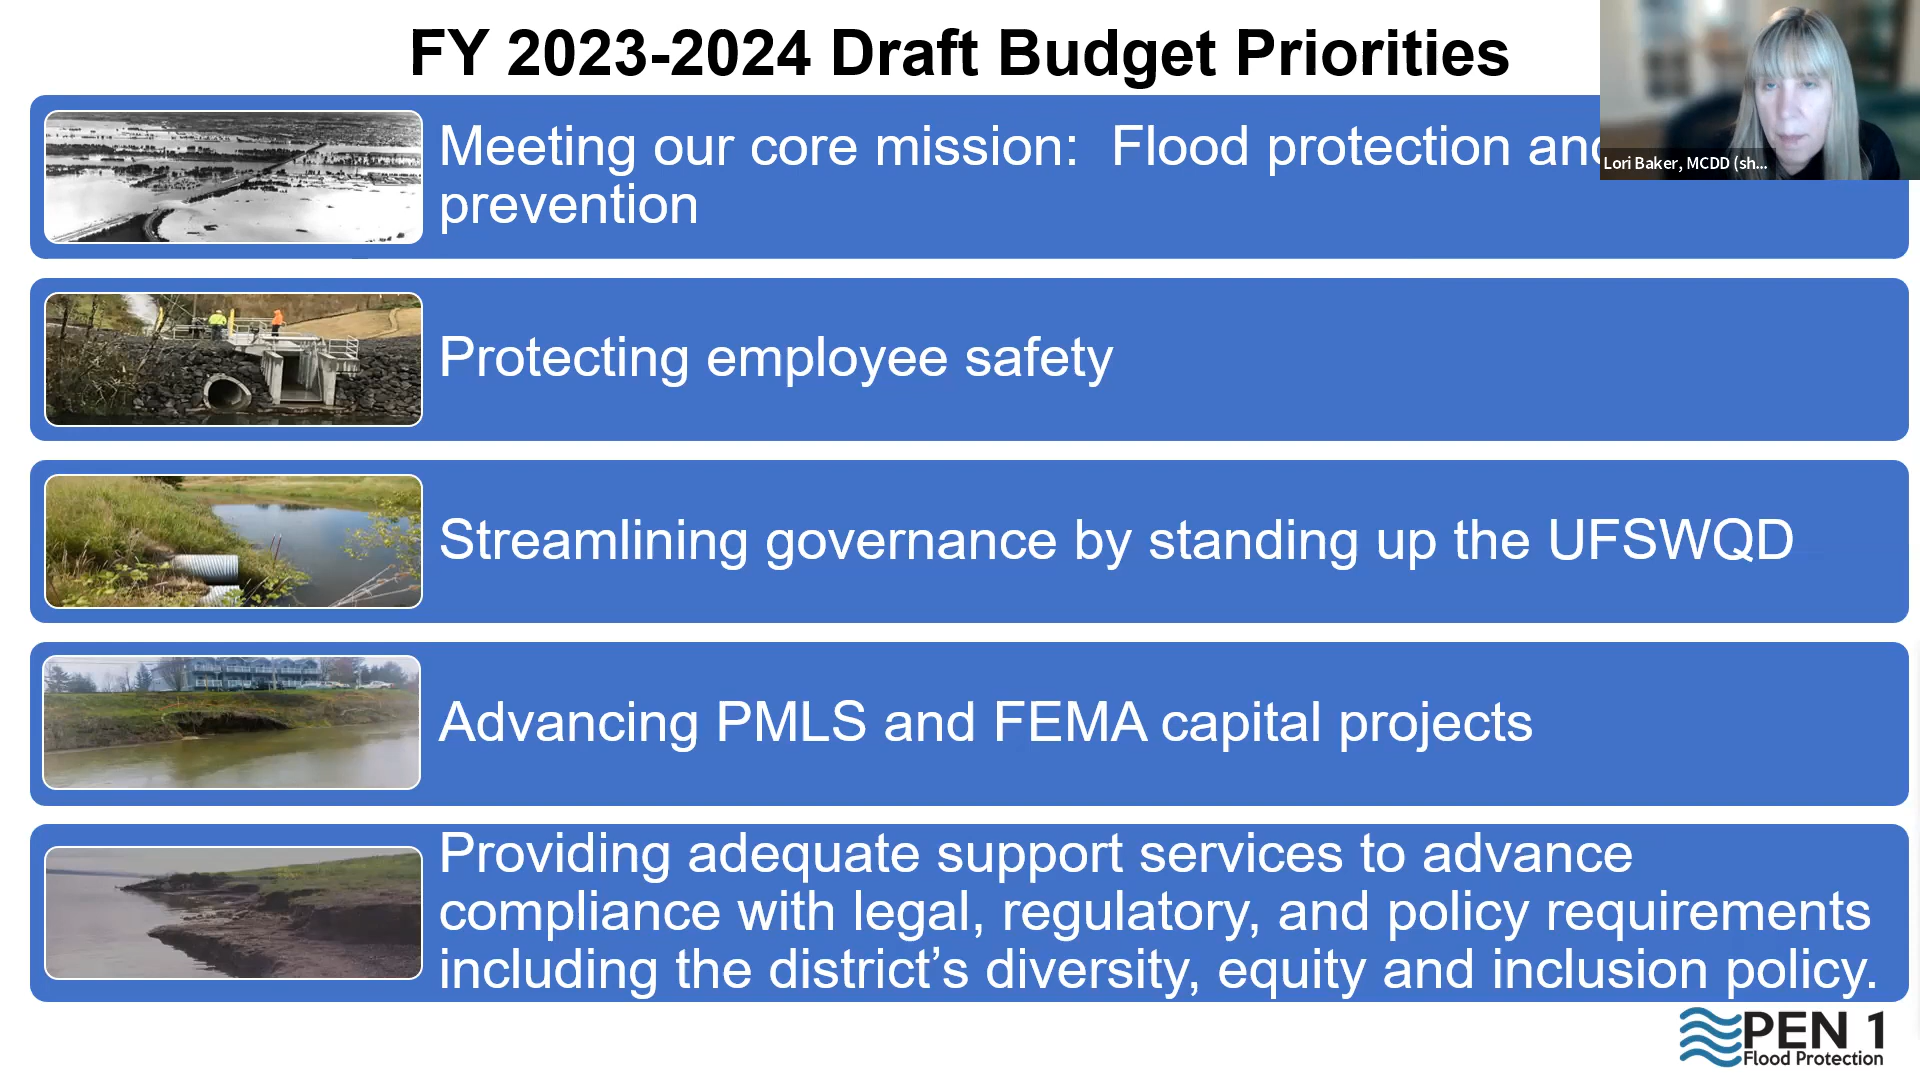 FY 2023-2024 Draft Budget Priorities
Meeting our core mision: Flood protection and
prevention
Lori Baker, MCDD (sh...
Protecting employee safety
Streamlining governance by standing up the UFSWQD
Advancing PMLS and FEMA capital projects
Providing adequate support services to advance
compliance with legal, regulatory, and policy requirements
including the district’s diversity, equity and inclusion policy.
PEN 1
Flood Protection